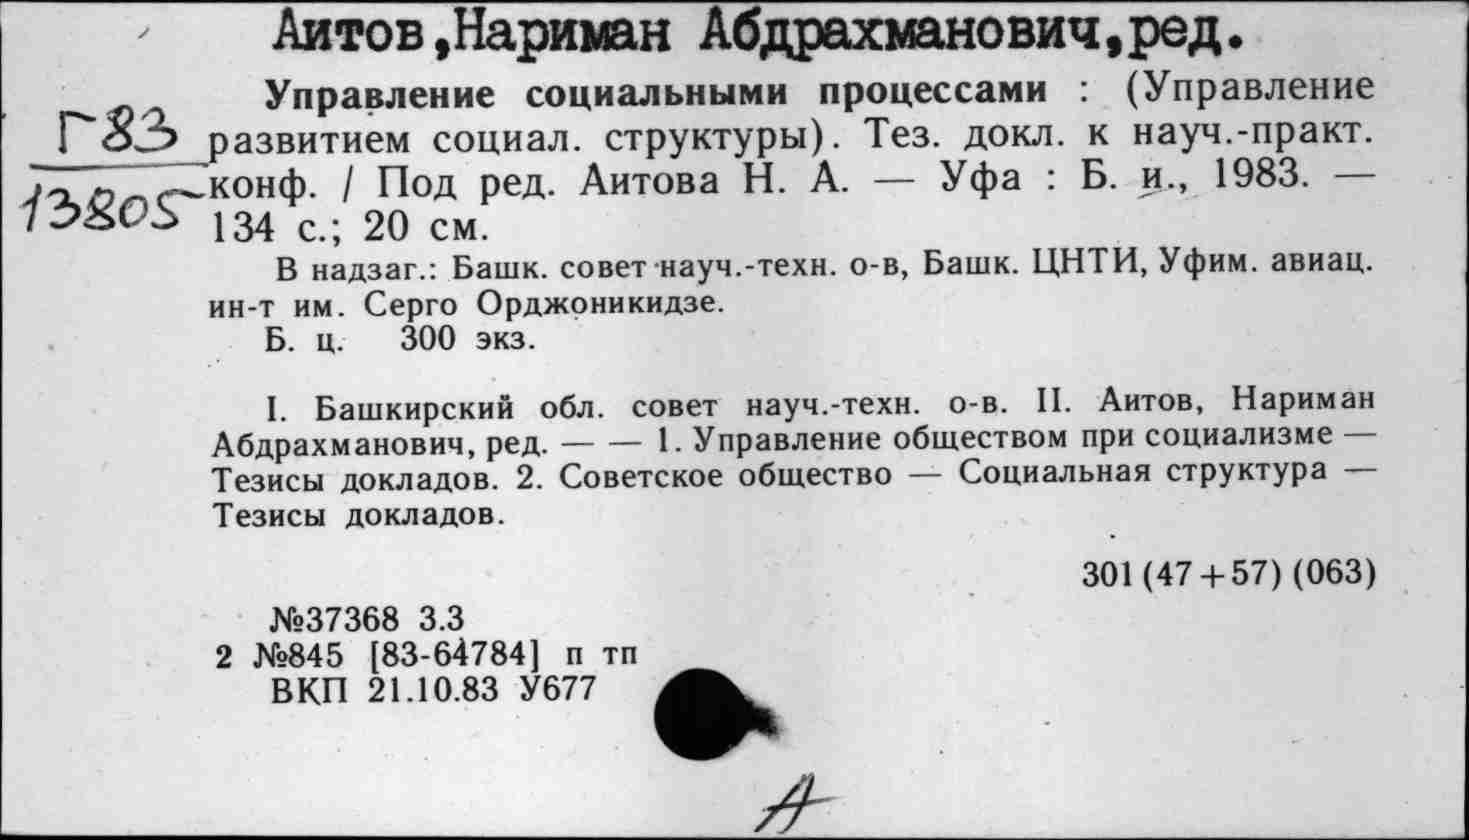 Аитов,Нариман Абдрахманович,ред.
Управление социальными процессами : (Управление
Г83 развитием социал. структуры). Тез. докл. к науч.-практ.
13805 конф. / Под ред. Аитова Н. А. — Уфа : Б. и., 1983. —
134 с.; 20 см.
В надзаг.: Башк. совет науч.-техн. о-в, Башк. ЦНТИ, Уфим. авиац.
ин-т им. Серго Орджоникидзе.
Б. ц. 300 экз.
I. Башкирский обл. совет науч.-техн. о-в. II. Аитов, Нариман
Абдрахманович, ред. — — 1. Управление обществом при социализме —
Тезисы докладов. 2. Советское общество — Социальная структура —
Тезисы докладов.
301 (47+57) (063)
№37368 3.3
2 №845 [83-64784] п тп
ВКП 21.10.83 У677
А